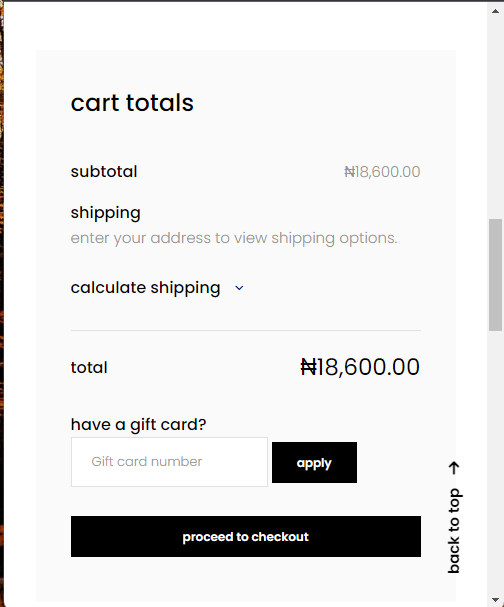 cart totals
subtotal ₦18,600.00
shipping
enter your address to view shipping options.
calculate shipping
total ₦18,600.00
have a gift card?
Gift card number apply
proceed to checkout
back to top